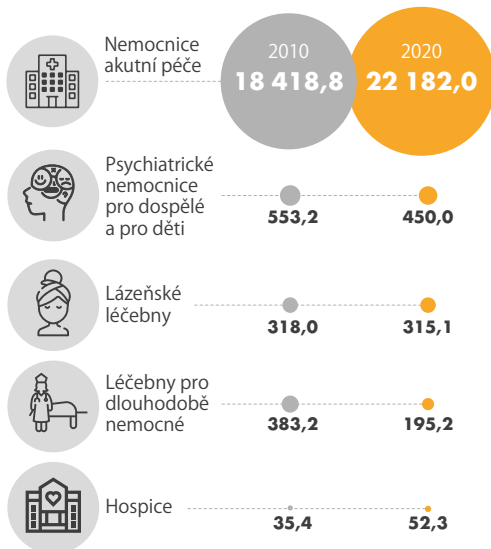 Nemocnice
akutní péče
2010
18 418,8
2020
22 182,0
Psychiatrické
nemocnice
pro dospělé
a pro děti
553,2
450,0
Lázeňské
léčebny
318,0
315,1
Léčebny pro
dlouhodobě
nemocné
383,2
195,2
Hospice
35,4
52,3